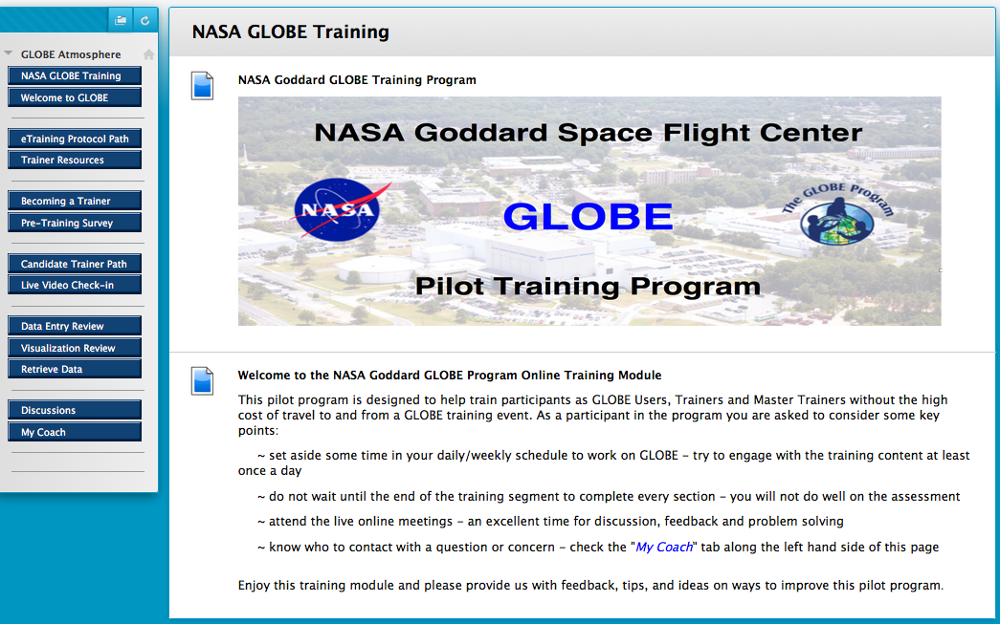 GLOBE Atmosphere
NASA GLOBE Training
Welcome to GLOBE
eTraining Protocol Path
Trainer Resources
Becoming a Trainer
Pre-Training Survey
Candidate Trainer Path
Live Video Check-in
Data Entry Review
Visualization Review
Retrieve Data
Discussions
My Coach
NASA GLOBE Training
NASA Goddard GLOBE Training Program
NASA Goddard Space Flight Center
NASA
GLOBE
The GLOBE Program
Pilot Training Program
Welcome to the NASA Goddard GLOBE Program Online Training Module
This pilot program is designed to help train participants as GLOBE Users, Trainers and Master Trainers without the high
cost of travel to and from a GLOBE training event. As a participant in the program you are asked to consider some key
points:
~ set aside some time in your daily/weekly schedule to work on GLOBE – try to engage with the training content at least
once a day
~ do not wait until the end of the training segment to complete every section – you will not do well on the assessment
~ attend the live online meetings – an excellent time for discussion, feedback and problem solving
~ know who to contact with a question or concern – check the "My Coach" tab along the left hand side of this page
Enjoy this training module and please provide us with feedback, tips, and ideas on ways to improve this pilot program.